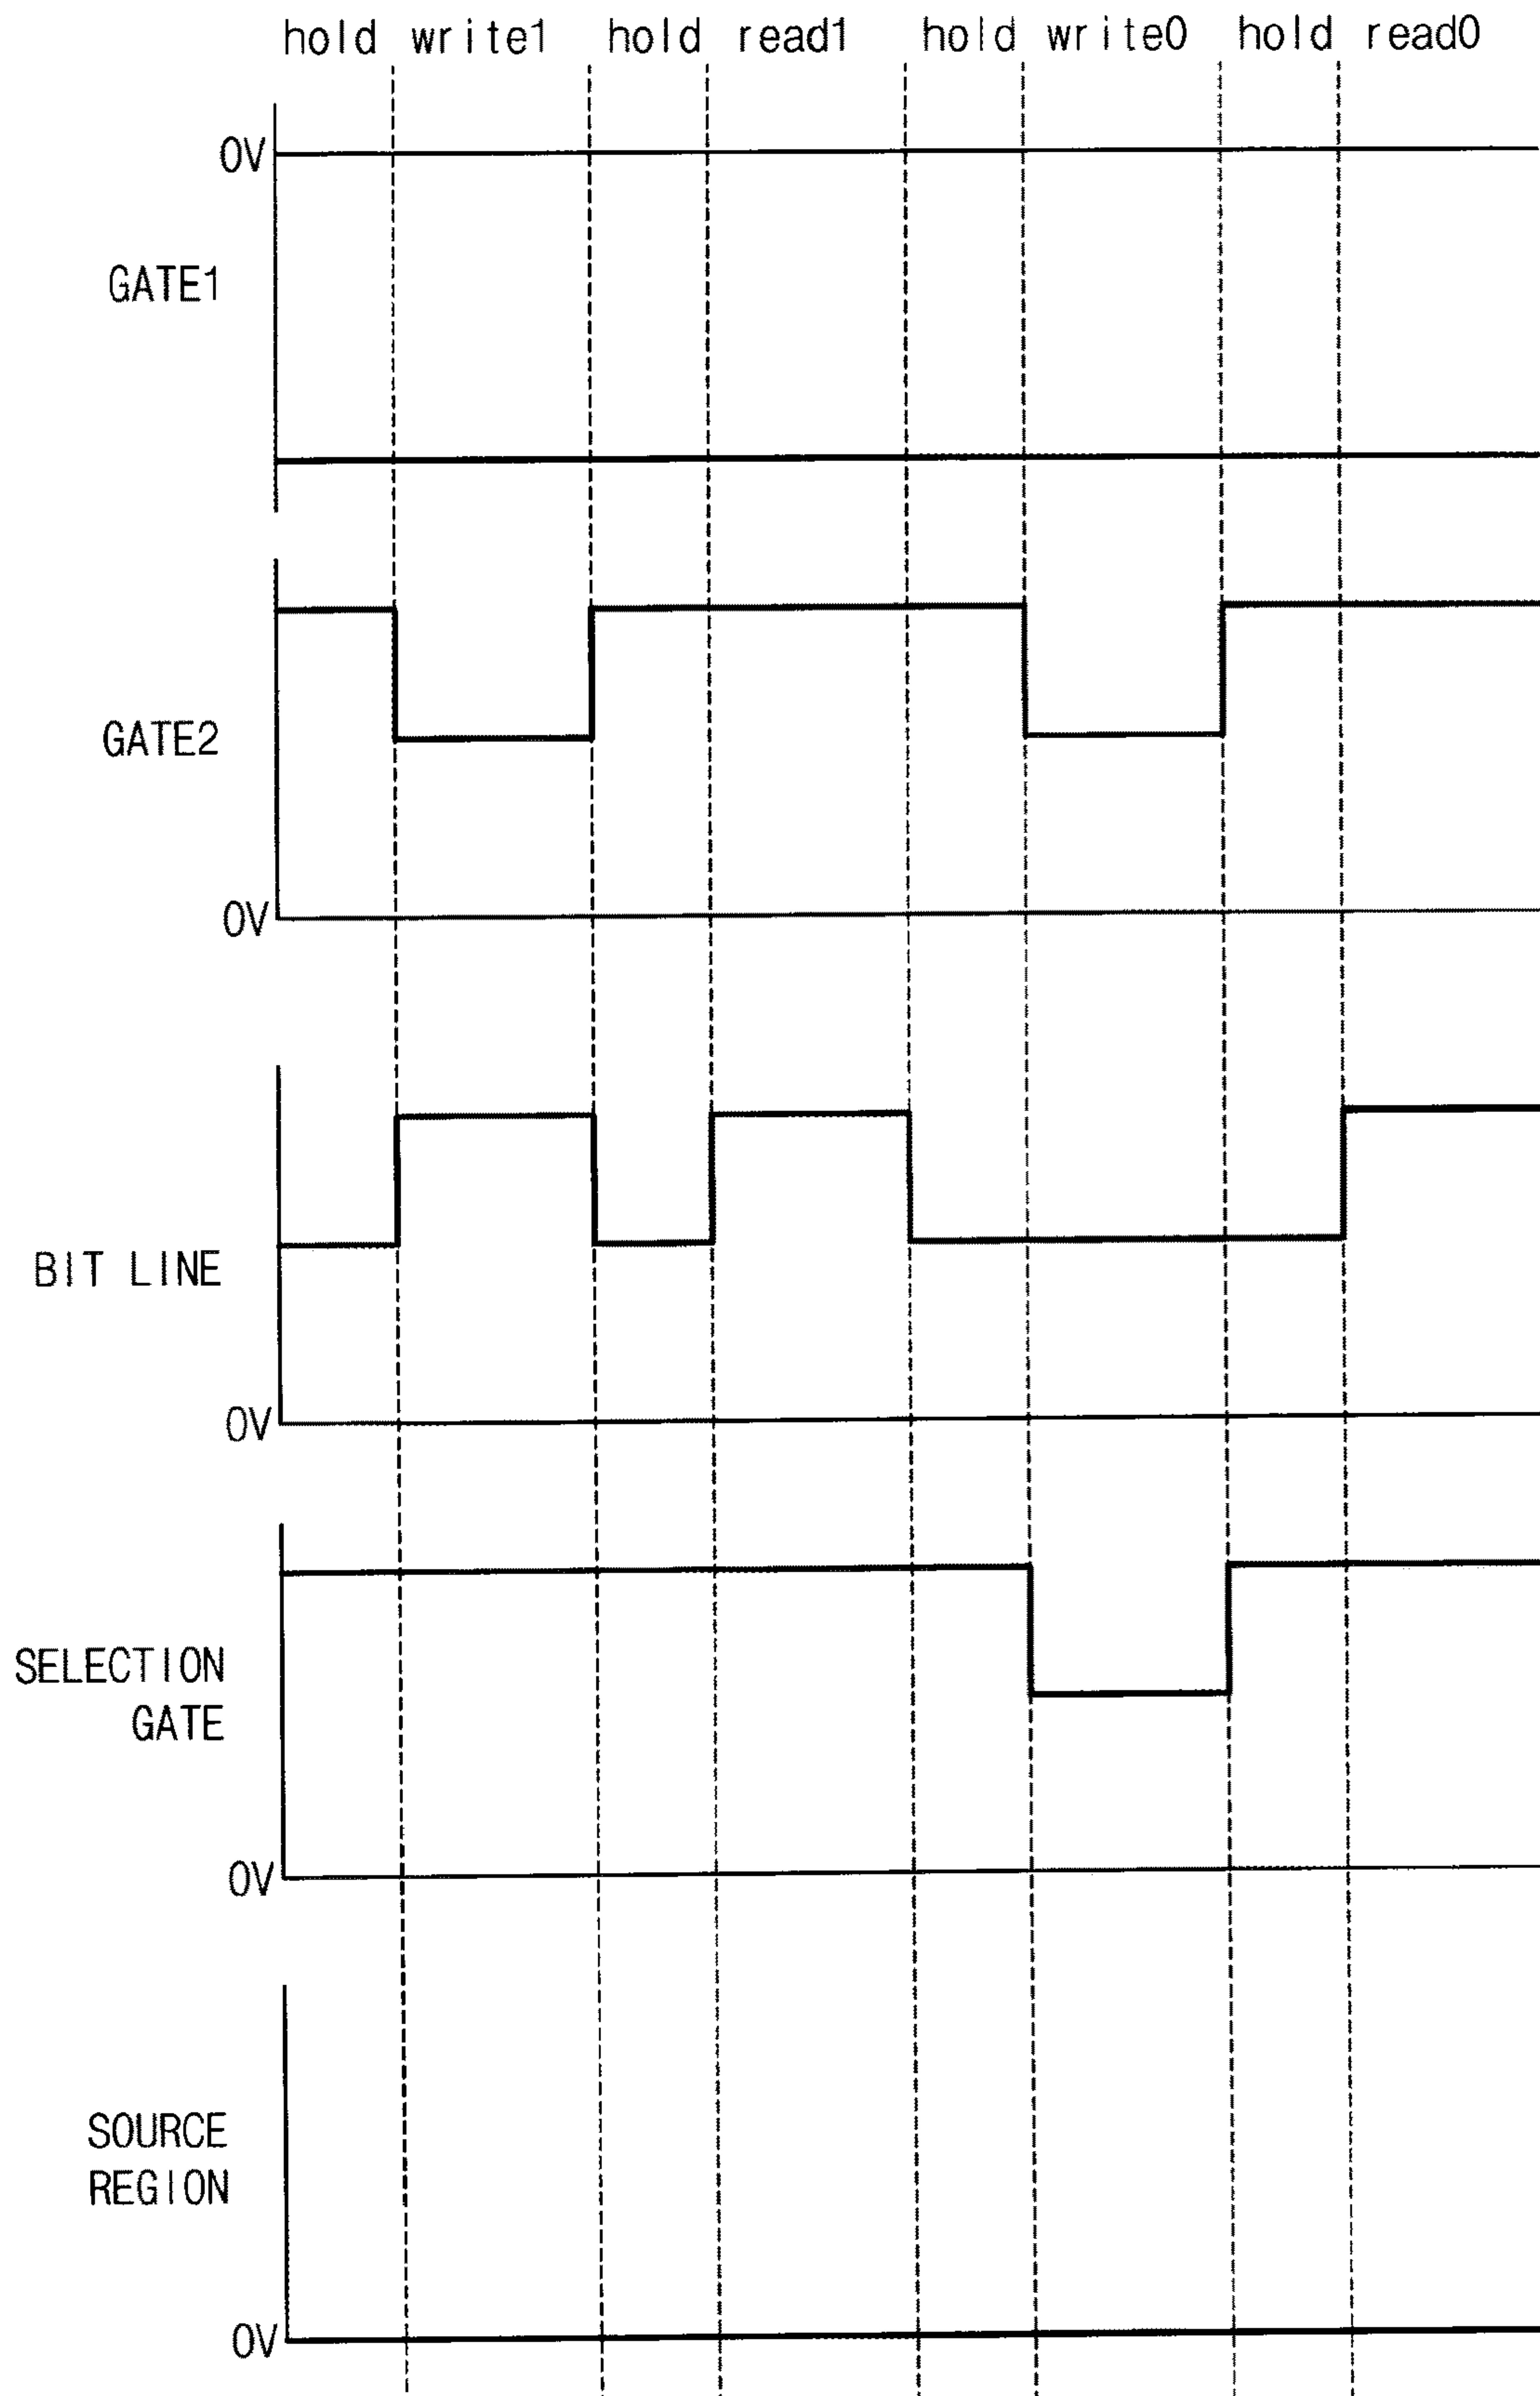 hold write1 hold read1 hold write0 hold read0
0V
GATE1
GATE2
0V
BIT LINE
0V
SELECTION
GATE
0V
SOURCE
REGION
0V